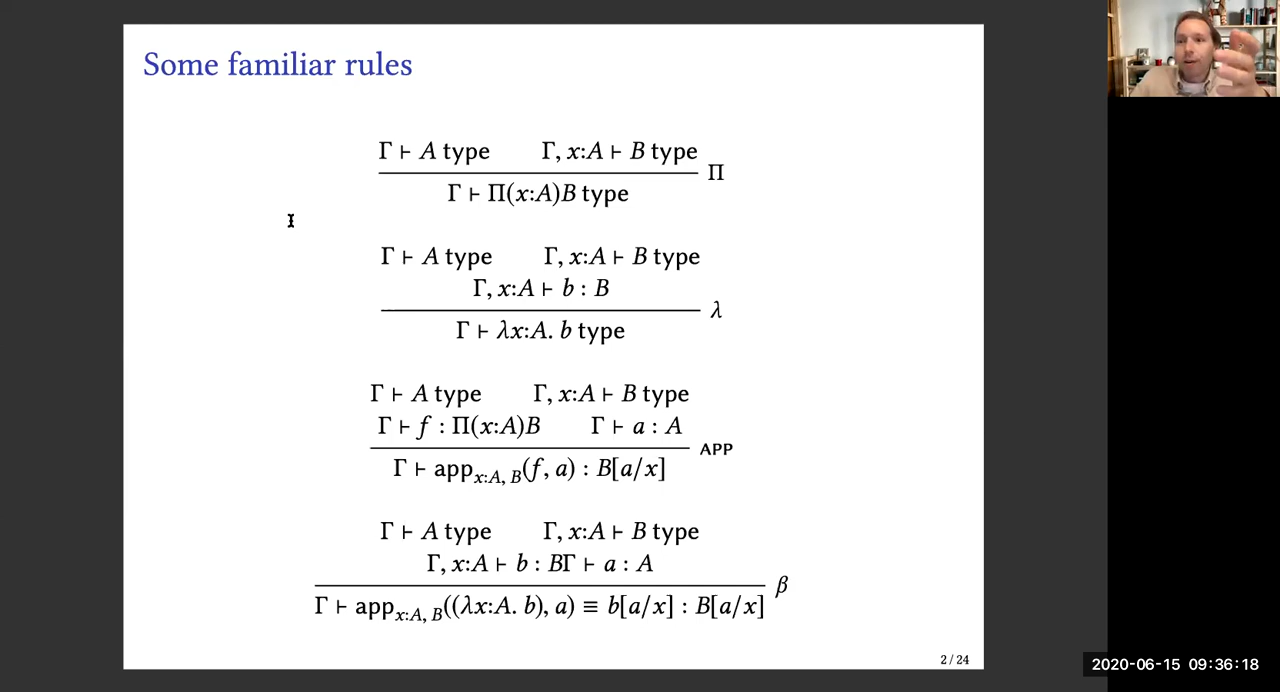 Some familiar rules
Γ ⊢ A type Γ, x:A ⊢ B type
Π
Γ ⊢ Π(x:A)B type
Γ ⊢ A type Γ, x:A ⊢ B type
Γ, x:A ⊢ b : B
λ
Γ ⊢ λx:A. b type
Γ ⊢ A type Γ, x:A ⊢ B type
Γ ⊢ f : Π(x:A)B Γ ⊢ a : A
APP
Γ ⊢ app_{x:A, B}(f, a) : B[a/x]
Γ ⊢ A type Γ, x:A ⊢ B type
Γ, x:A ⊢ b : BΓ ⊢ a : A
β
Γ ⊢ app_{x:A, B}((λx:A. b), a) ≡ b[a/x] : B[a/x]
2 / 24
2020-06-15 09:36:18